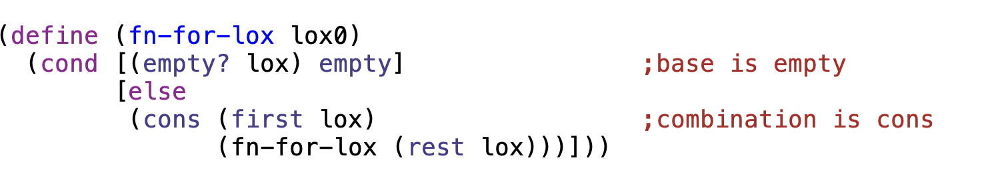 (define (fn-for-lox lox0)
  (cond [(empty? lox) empty]                 ;base is empty
        [else
         (cons (first lox)                   ;combination is cons
               (fn-for-lox (rest lox)))]))